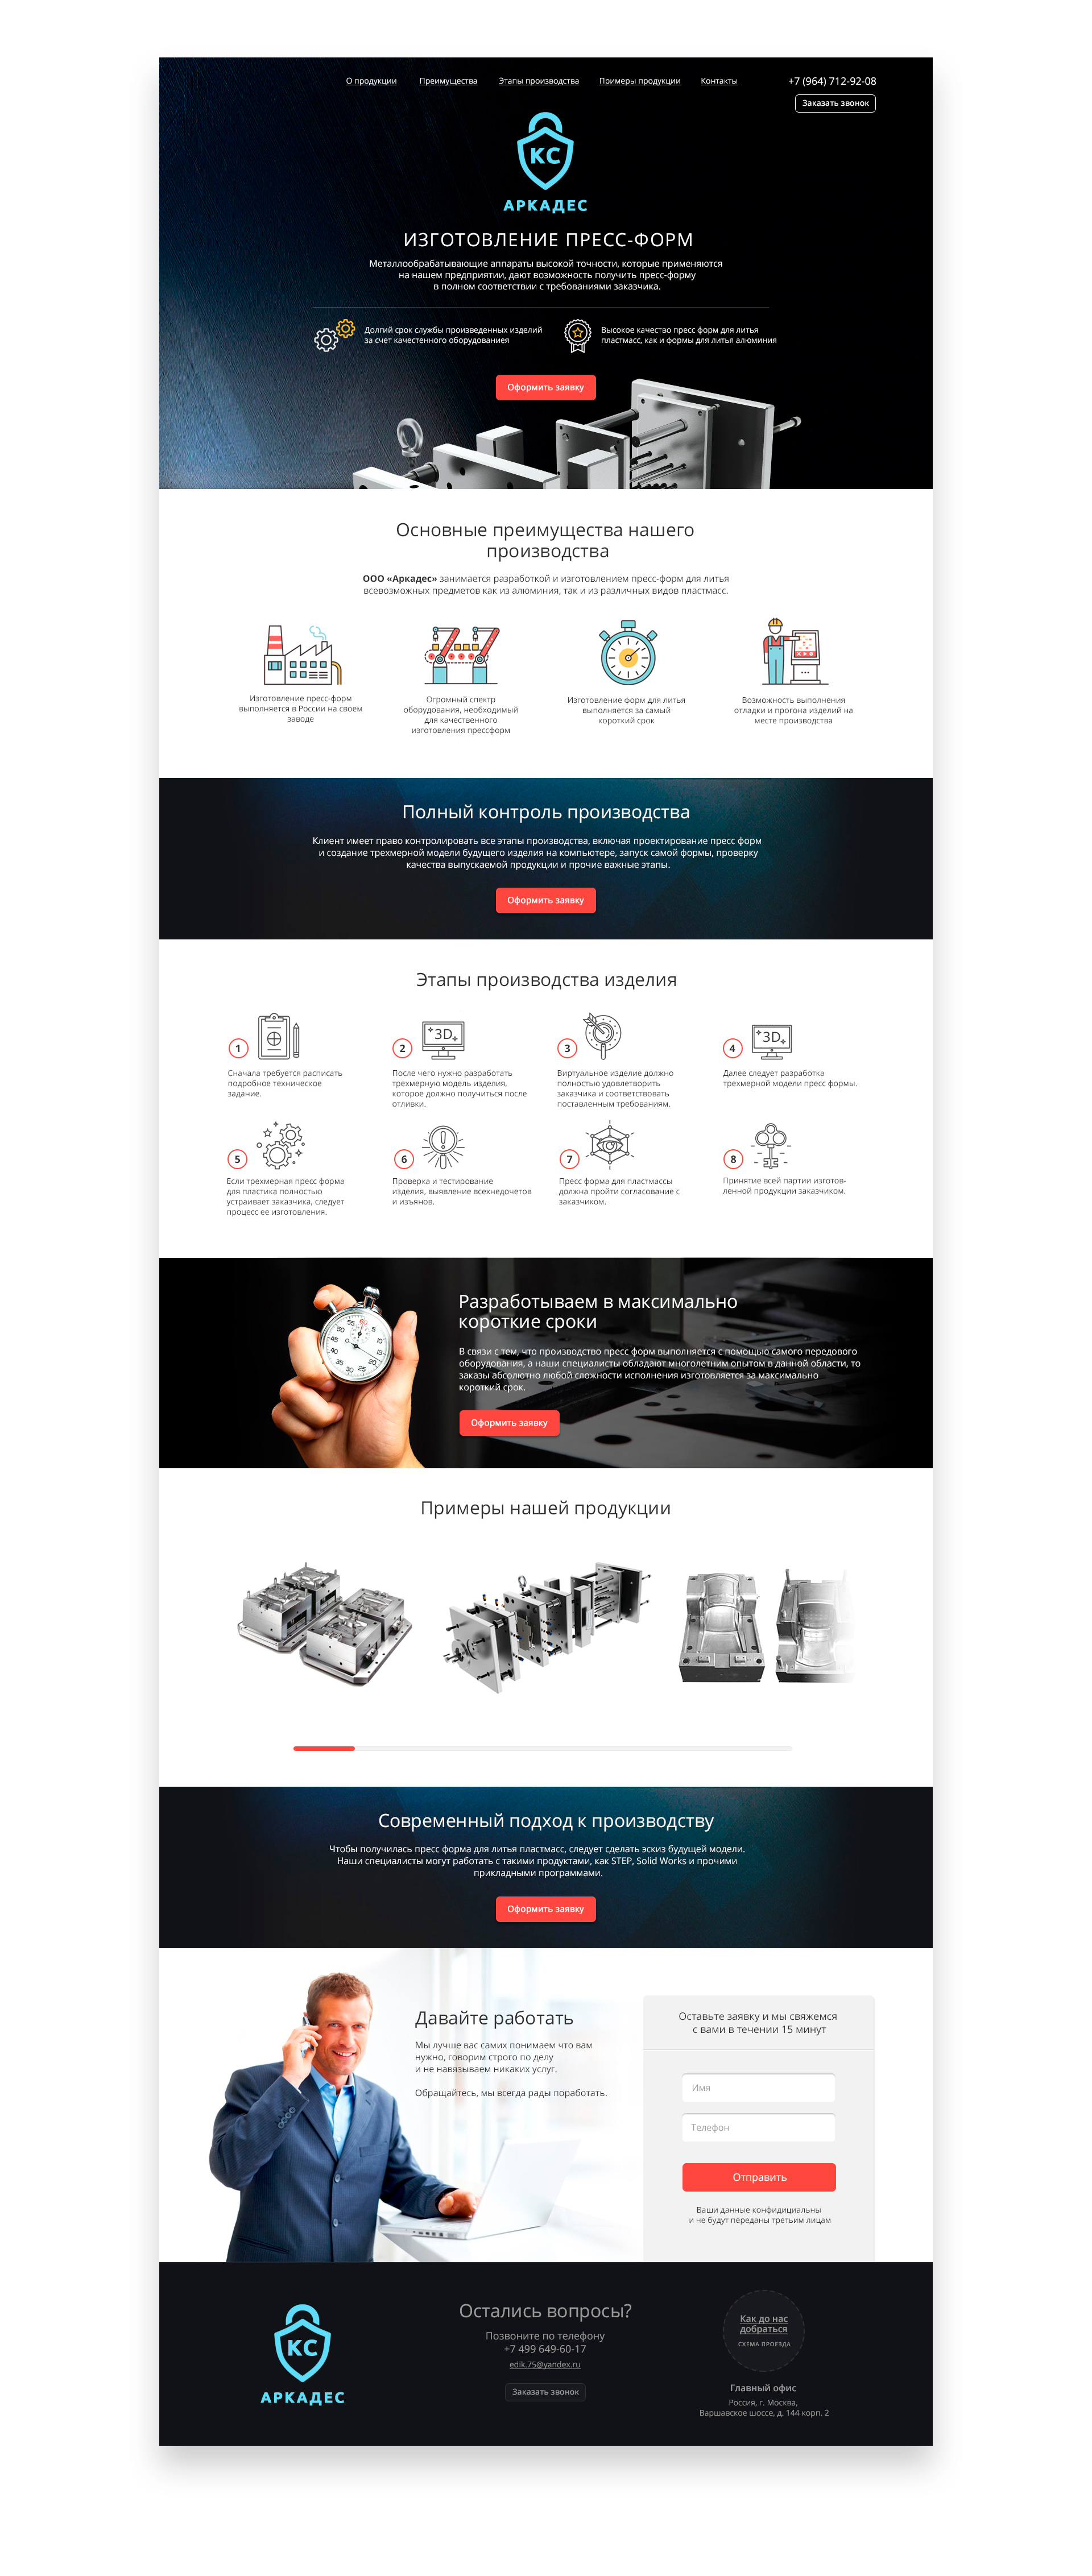 О продукции
Преимущества
Этапы производства
Примеры продукции
Контакты
+7 (964) 712-92-08
Заказать звонок
КС
АРКАДЕС
ИЗГОТОВЛЕНИЕ ПРЕСС-ФОРМ
Металлообрабатывающие аппараты высокой точности, которые применяются
на нашем предприятии, дают возможность получить пресс-форму
в полном соответствии с требованиями заказчика.
Долгий срок службы произведенных изделий
за счет качестенного оборудованиея
Высокое качество пресс форм для литья
пластмасс, как и формы для литья алюминия
Оформить заявку
Основные преимущества нашего
производства
ООО «Аркадес» занимается разработкой и изготовлением пресс-форм для литья
всевозможных предметов как из алюминия, так и из различных видов пластмасс.
Изготовление пресс-форм
выполняется в России на своем
заводе
Огромный спектр
оборудования, необходимый
для качественного
изготовления прессформ
Изготовление форм для литья
выполняется за самый
короткий срок
Возможность выполнения
отладки и прогона изделий на
месте производства
Полный контроль производства
Клиент имеет право контролировать все этапы производства, включая проектирование пресс форм
и создание трехмерной модели будущего изделия на компьютере, запуск самой формы, проверку
качества выпускаемой продукции и прочие важные этапы.
Оформить заявку
Этапы производства изделия
1
Сначала требуется расписать
подробное техническое
задание.
2
3D
После чего нужно разработать
трехмерную модель изделия,
которое должно получиться после
отливки.
3
Виртуальное изделие должно
полностью удовлетворить
заказчика и соответствовать
поставленным требованиям.
4
3D
Далее следует разработка
трехмерной модели пресс формы.
5
Если трехмерная пресс форма
для пластика полностью
устраивает заказчика, следует
процесс ее изготовления.
6
Проверка и тестирование
изделия, выявление всехнедочетов
и изъянов.
7
Пресс форма для пластмассы
должна пройти согласование с
заказчиком.
8
Принятие всей партии изготов-
ленной продукции заказчиком.
Разработываем в максимально
короткие сроки
В связи с тем, что производство пресс форм выполняется с помощью самого передового
оборудования, а наши специалисты обладают многолетним опытом в данной области, то
заказы абсолютно любой сложности исполнения изготовляется за максимально
короткий срок.
Оформить заявку
Примеры нашей продукции
Современный подход к производству
Чтобы получилась пресс форма для литья пластмасс, следует сделать эскиз будущей модели.
Наши специалисты могут работать с такими продуктами, как STEP, Solid Works и прочими
прикладными программами.
Оформить заявку
Давайте работать
Мы лучше вас самих понимаем что вам
нужно, говорим строго по делу
и не навязываем никаких услуг.
Обращайтесь, мы всегда рады поработать.
Оставьте заявку и мы свяжемся
с вами в течении 15 минут
Имя
Телефон
Отправить
Ваши данные конфидициальны
и не будут переданы третьим лицам
КС
АРКАДЕС
Остались вопросы?
Позвоните по телефону
+7 499 649-60-17
edik.75@yandex.ru
Заказать звонок
Как до нас
добраться
СХЕМА ПРОЕЗДА
Главный офис
Россия, г. Москва,
Варшавское шоссе, д. 144 корп. 2